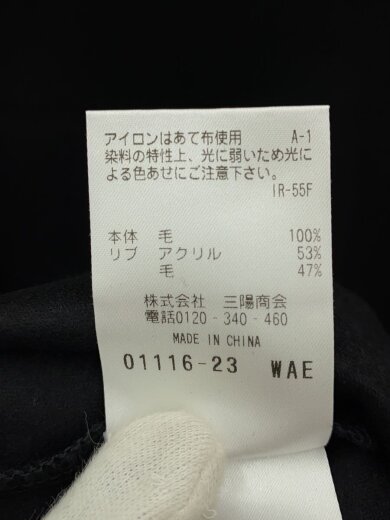 アイロンはあて布使用 A-1
染料の特性上、光に弱いため光に
よる色あせにご注意下さい。
IR-55F
本体 毛 100%
リブ アクリル 53%
毛 47%
株式会社 三陽商会
電話0120-340-460
MADE IN CHINA
01116-23 WAE